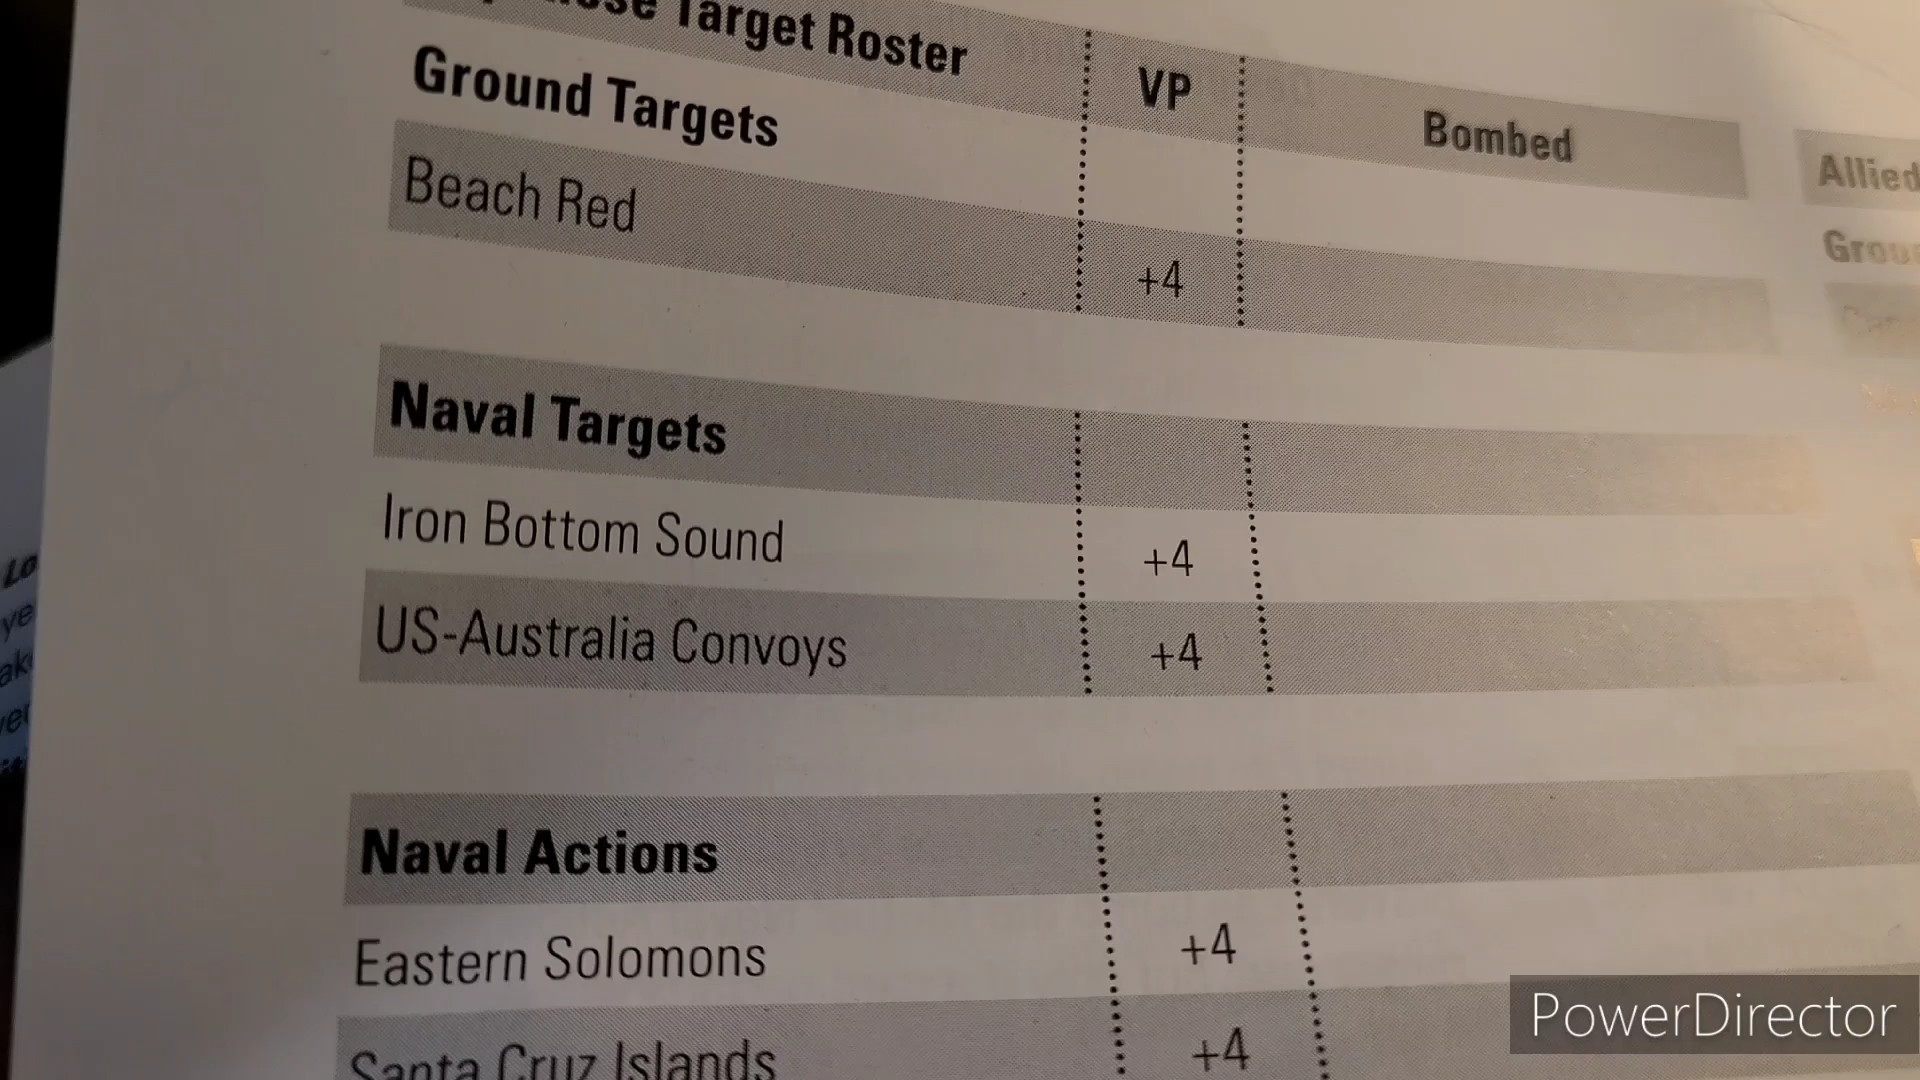 Target Roster VP Bombed
Ground Targets
Beach Red +4
Naval Targets
Iron Bottom Sound +4
US-Australia Convoys +4
Naval Actions
Eastern Solomons +4
Santa Cruz Islands +4
Allied
PowerDirector